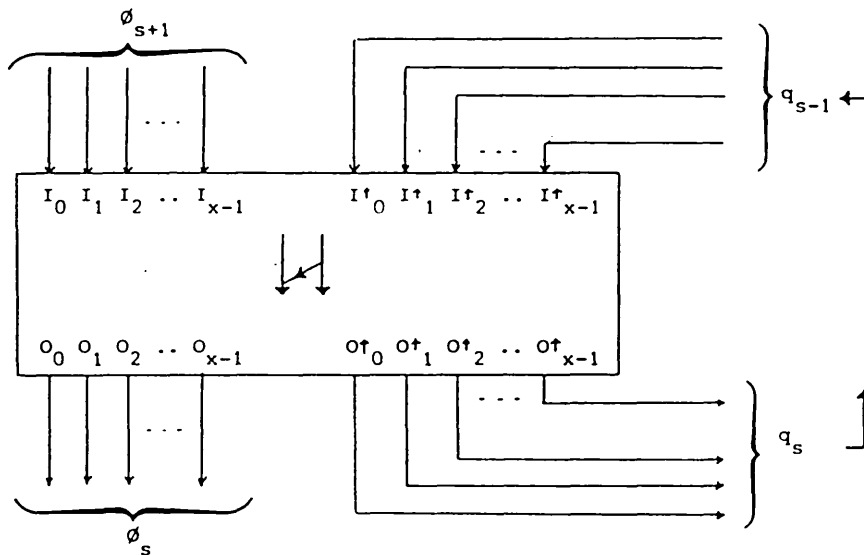 ø_{s+1}
q_{s-1}
. . .
. . .
I_0 I_1 I_2 .. I_{x-1} I↑_0 I↑_1 I↑_2 .. I↑_{x-1}
O_0 O_1 O_2 .. O_{x-1} O↑_0 O↑_1 O↑_2 .. O↑_{x-1}
. . .
. . .
q_s
ø_s